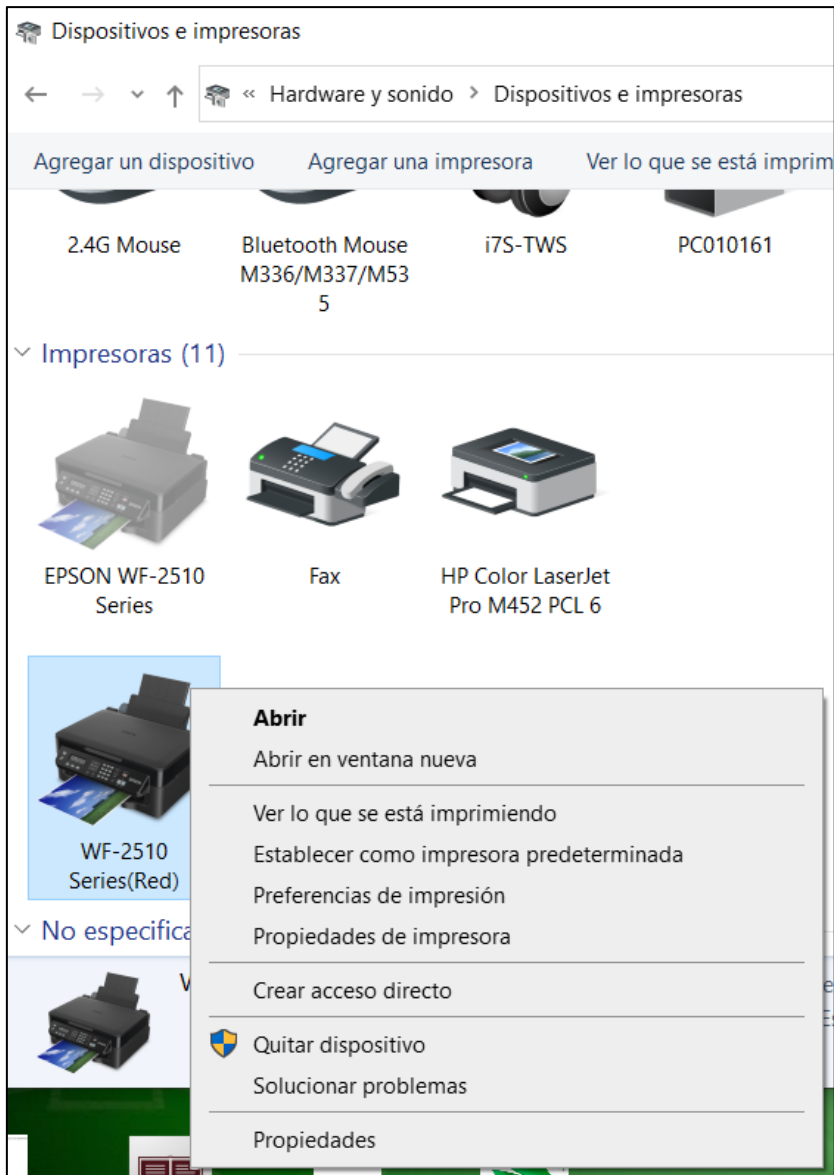 Dispositivos e impresoras
« Hardware y sonido > Dispositivos e impresoras
Agregar un dispositivo Agregar una impresora Ver lo que se está imprim
2.4G Mouse
Bluetooth Mouse
M336/M337/M53
5
i7S-TWS
PC010161
Impresoras (11)
EPSON WF-2510
Series
Fax
HP Color LaserJet
Pro M452 PCL 6
WF-2510
Series(Red)
Abrir
Abrir en ventana nueva
Ver lo que se está imprimiendo
Establecer como impresora predeterminada
Preferencias de impresión
Propiedades de impresora
Crear acceso directo
Quitar dispositivo
Solucionar problemas
Propiedades
No especifica